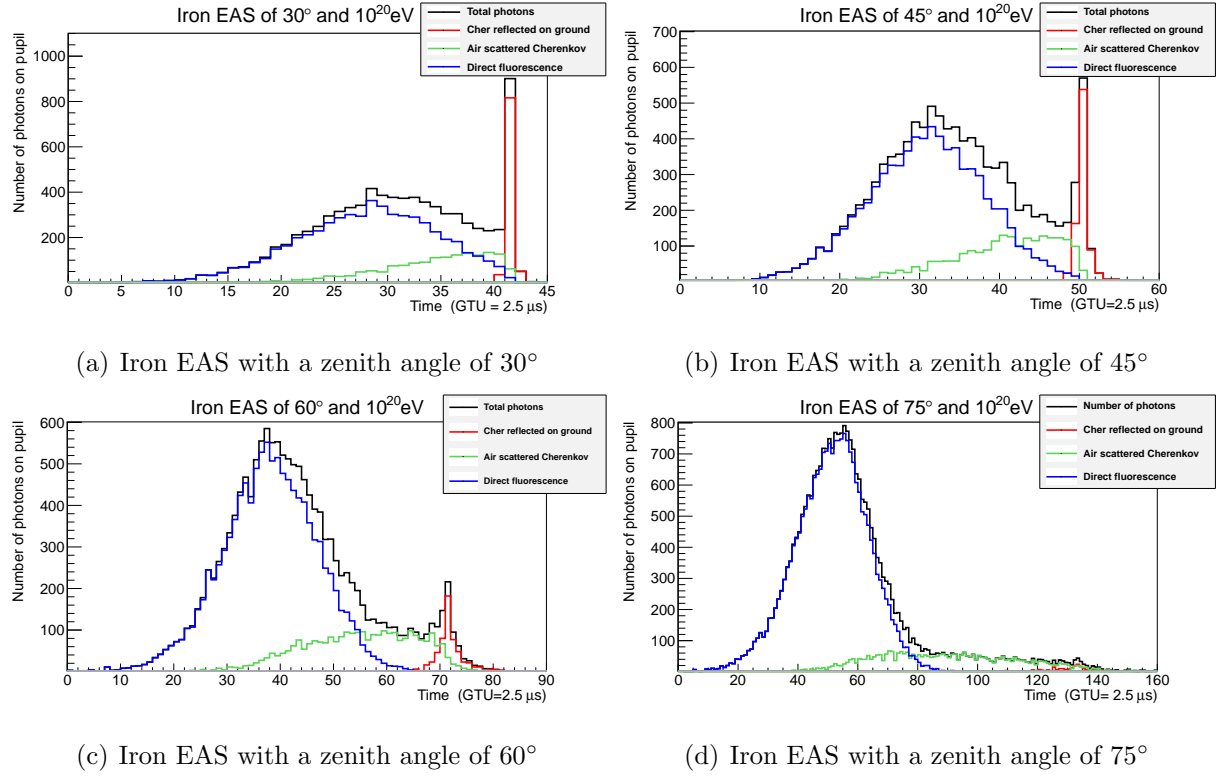 Iron EAS of 30° and 10²⁰eV
Total photons
Cher reflected on ground
Air scattered Cherenkov
Direct fluorescence
Number of photons on pupil
1000
800
600
400
200
0 5 10 15 20 25 30 35 40 45
Time (GTU = 2.5 μs)
(a) Iron EAS with a zenith angle of 30°
Iron EAS of 45° and 10²⁰eV
Total photons
Cher reflected on ground
Air scattered Cherenkov
Direct fluorescence
Number of photons on pupil
700
600
500
400
300
200
100
0 10 20 30 40 50 60
Time (GTU=2.5 μs)
(b) Iron EAS with a zenith angle of 45°
Iron EAS of 60° and 10²⁰eV
Total photons
Cher reflected on ground
Air scattered Cherenkov
Direct fluorescence
Number of photons on pupil
600
500
400
300
200
100
0 10 20 30 40 50 60 70 80 90
Time (GTU=2.5 μs)
(c) Iron EAS with a zenith angle of 60°
Iron EAS of 75° and 10²⁰eV
Number of photons
Cher reflected on ground
Air scattered Cherenkov
Direct fluorescence
Number of photons on pupil
800
700
600
500
400
300
200
100
0 20 40 60 80 100 120 140 160
Time (GTU= 2.5 μs)
(d) Iron EAS with a zenith angle of 75°